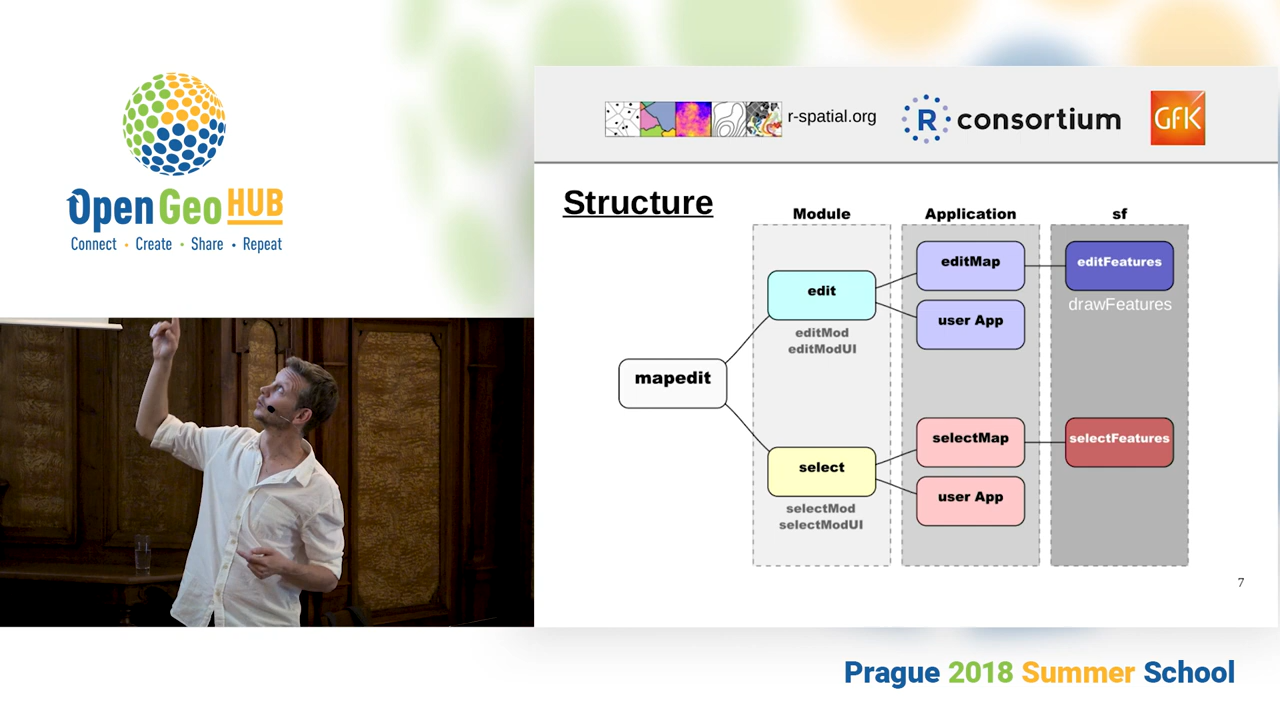 Open Geo HUB
Connect • Create • Share • Repeat
r-spatial.org
R consortium
GfK
Structure
Module
Application
sf
edit
editMod
editModUI
editMap
user App
editFeatures
drawFeatures
mapedit
select
selectMod
selectModUI
selectMap
user App
selectFeatures
7
Prague 2018 Summer School